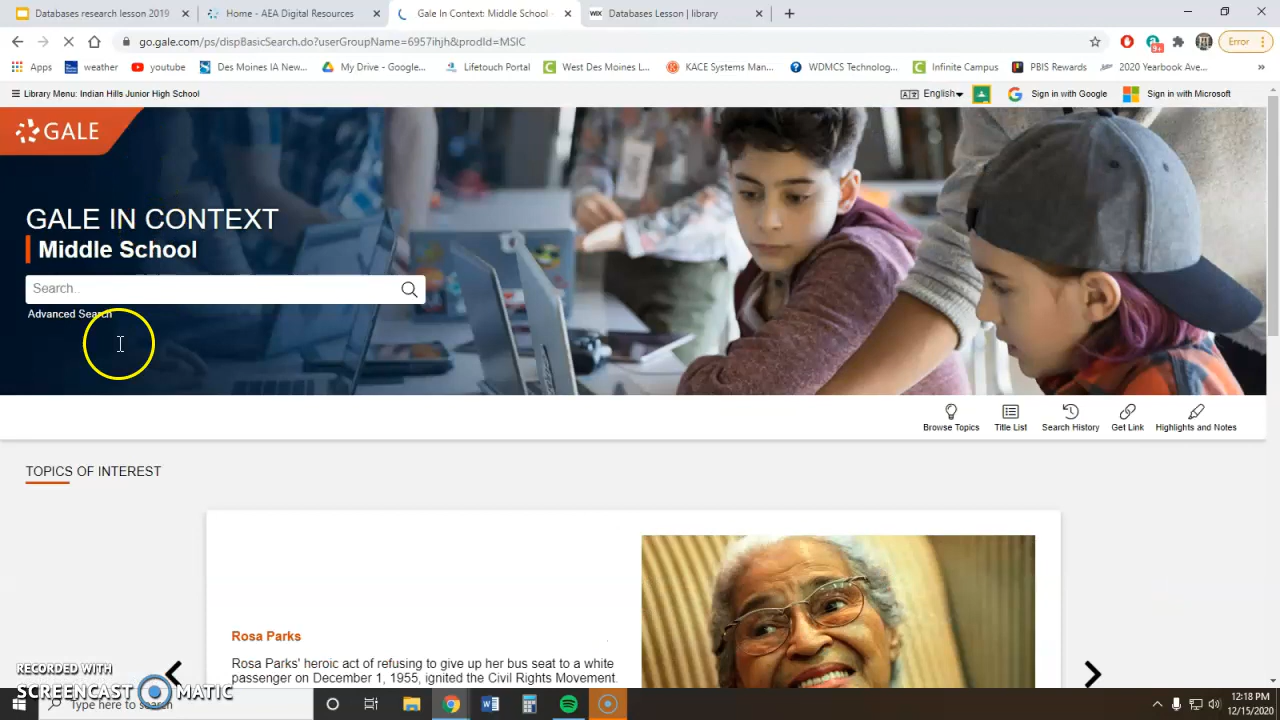 Databases research lesson 2019
Home - AEA Digital Resources
Gale In Context: Middle School -
WIX Databases Lesson | library
go.gale.com/ps/dispBasicSearch.do?userGroupName=6957ihjh&prodId=MSIC
9+
Error
Apps weather youtube Des Moines IA New... My Drive - Google... Lifetouch Portal West Des Moines L... KACE Systems Man... WDMCS Technolog... Infinite Campus PBIS Rewards 2020 Yearbook Ave... »
Library Menu: Indian Hills Junior High School
English
Sign in with Google
Sign in with Microsoft
GALE
GALE IN CONTEXT
Middle School
Search..
Advanced Search
Browse Topics
Title List
Search History
Get Link
Highlights and Notes
TOPICS OF INTEREST
Rosa Parks
Rosa Parks' heroic act of refusing to give up her bus seat to a white
passenger on December 1, 1955, ignited the Civil Rights Movement.
RECORDED WITH
SCREENCAST MATIC
Type here to search
12:18 PM
12/15/2020